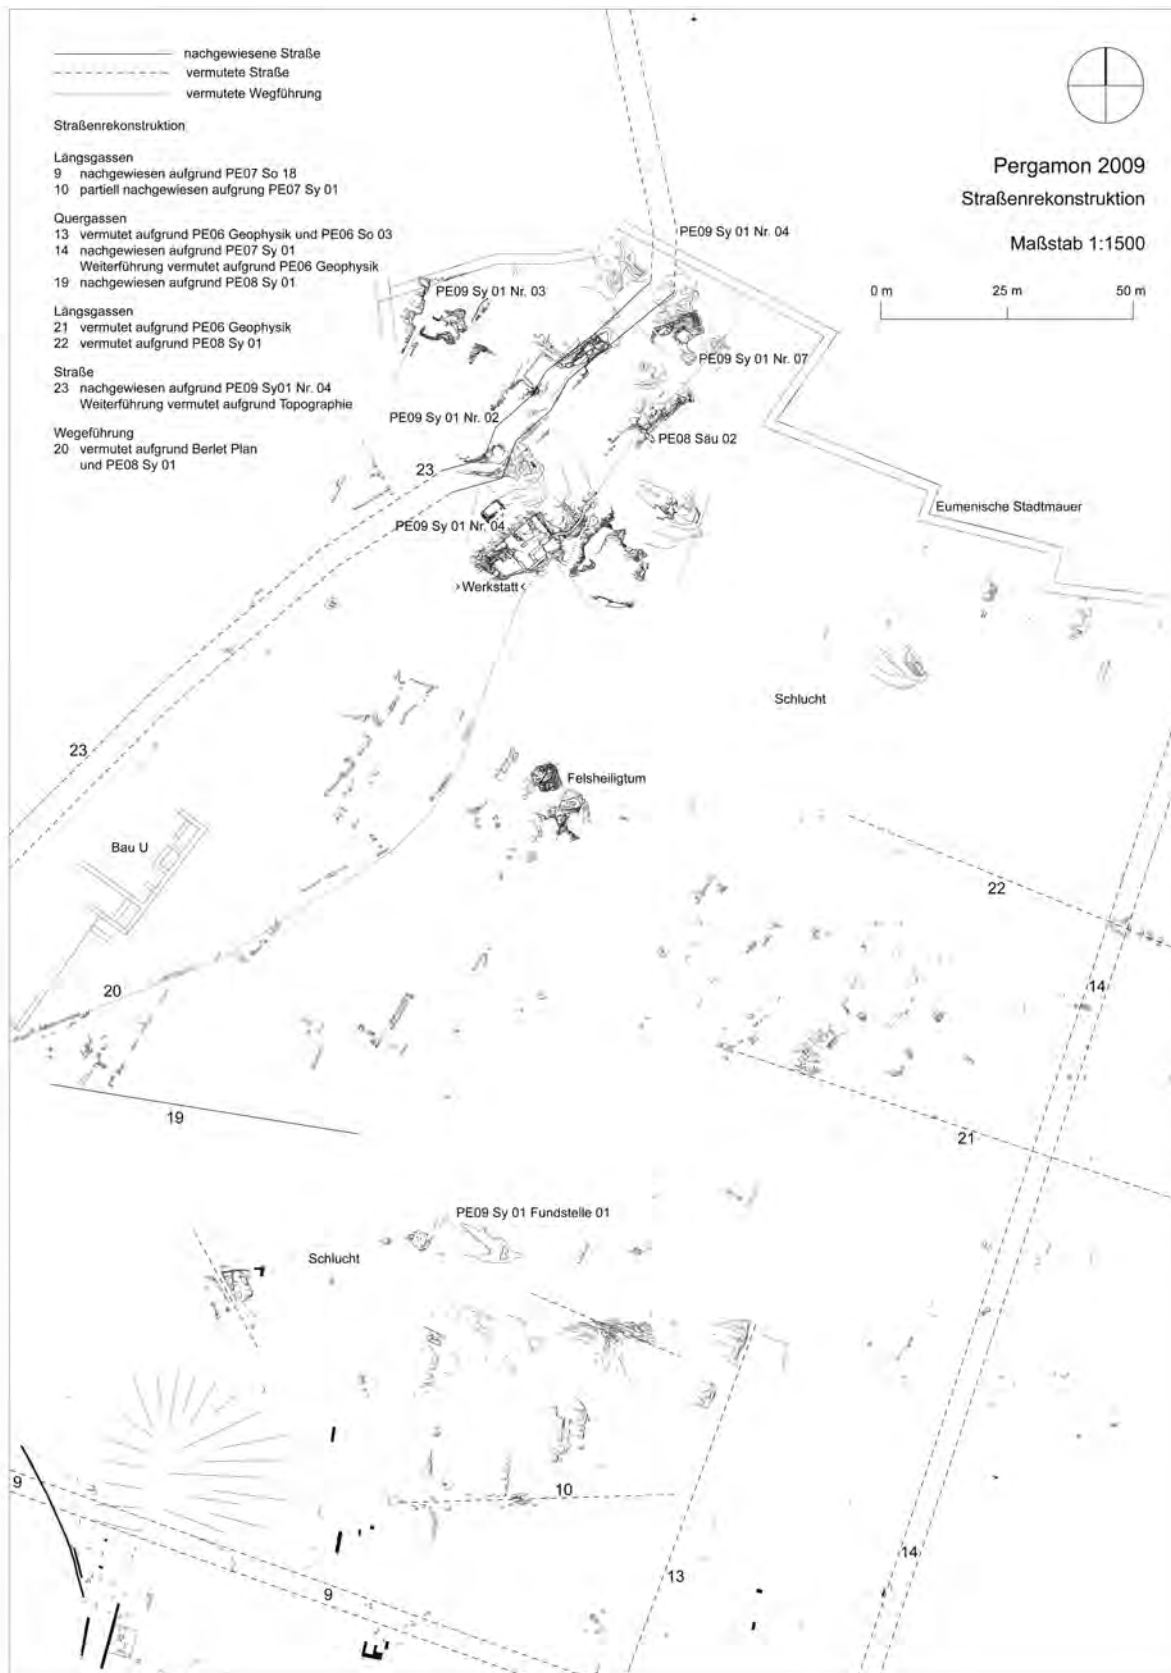 nachgewiesene Straße
vermutete Straße
vermutete Wegführung
Straßenrekonstruktion
Längsgassen
9 nachgewiesen aufgrund PE07 So 18
10 partiell nachgewiesen aufgrung PE07 Sy 01
Quergassen
13 vermutet aufgrund PE06 Geophysik und PE06 So 03
14 nachgewiesen aufgrund PE07 Sy 01
Weiterführung vermutet aufgrund PE06 Geophysik
19 nachgewiesen aufgrund PE08 Sy 01
Längsgassen
21 vermutet aufgrund PE06 Geophysik
22 vermutet aufgrund PE08 Sy 01
Straße
23 nachgewiesen aufgrund PE09 Sy01 Nr. 04
Weiterführung vermutet aufgrund Topographie
Wegeführung
20 vermutet aufgrund Berlet Plan
und PE08 Sy 01
Pergamon 2009
Straßenrekonstruktion
Maßstab 1:1500
0 m 25 m 50 m
PE09 Sy 01 Nr. 04
PE09 Sy 01 Nr. 03
PE09 Sy 01 Nr. 07
PE09 Sy 01 Nr. 02
PE08 Säu 02
23
Eumenische Stadtmauer
PE09 Sy 01 Nr. 04
›Werkstatt‹
Schlucht
23
Felsheiligtum
Bau U
22
20
14
19
21
PE09 Sy 01 Fundstelle 01
Schlucht
9
10
14
13
9